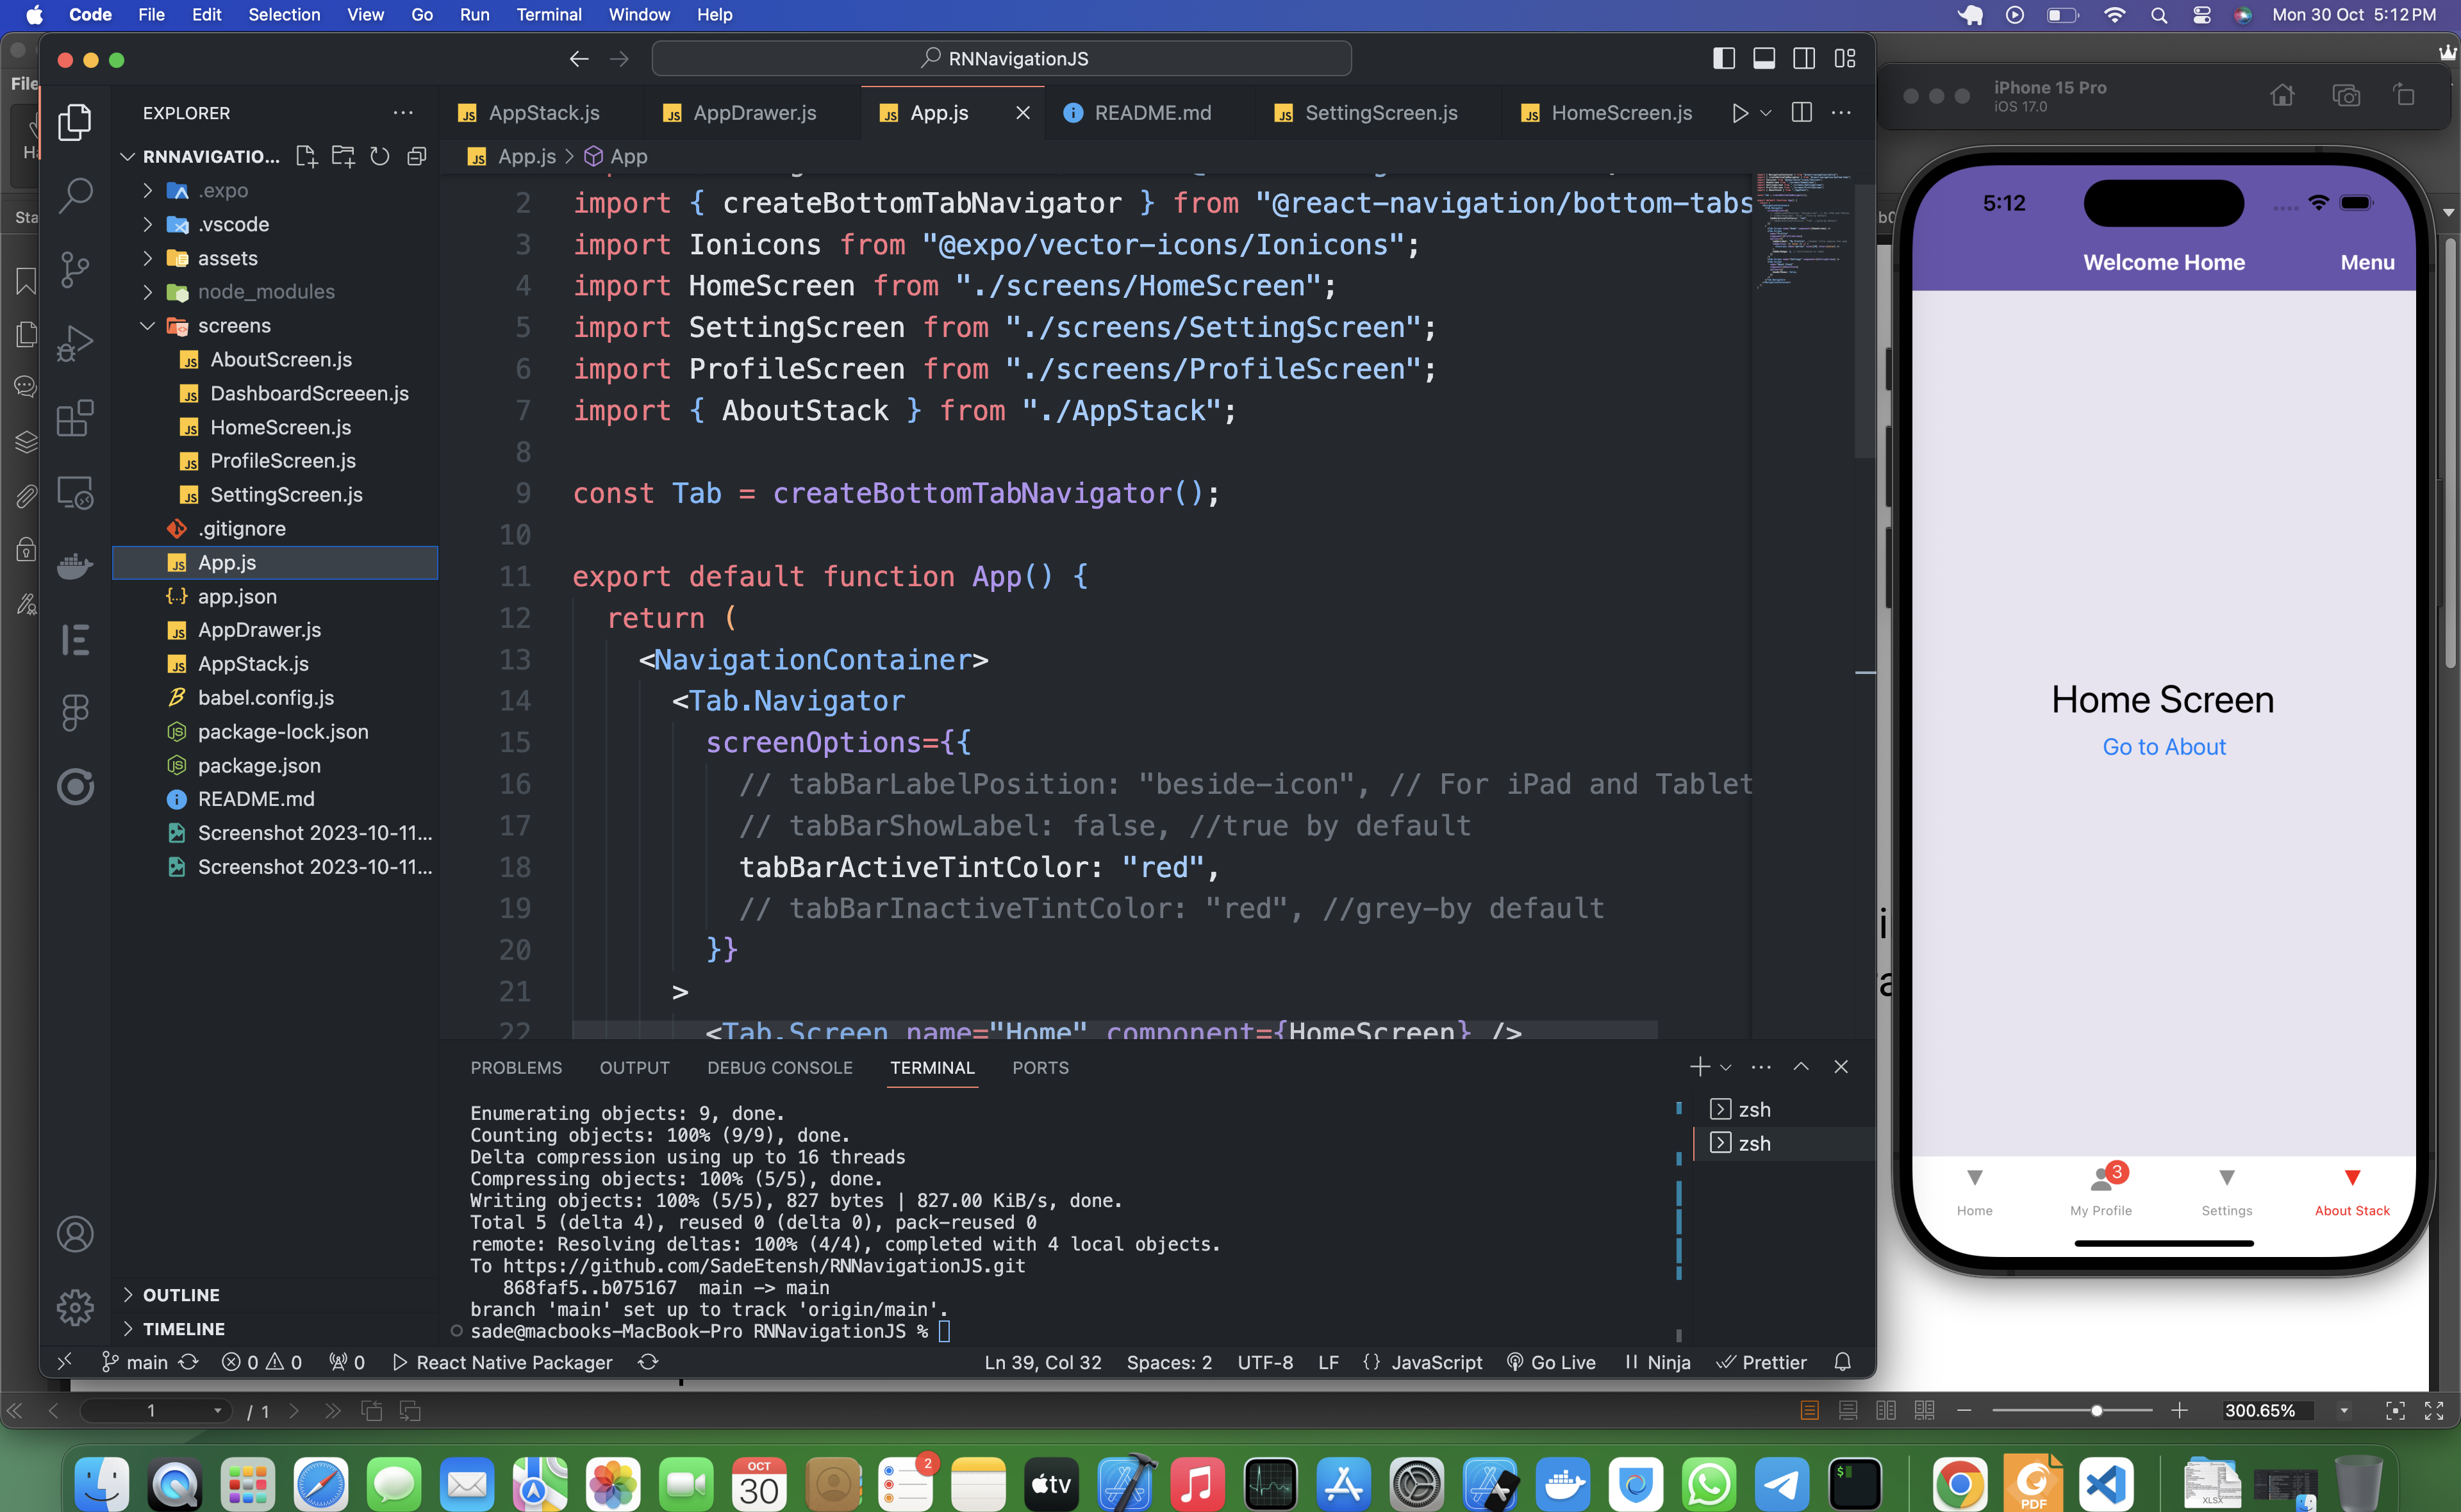 Code File Edit Selection View Go Run Terminal Window Help
Mon 30 Oct 5:12 PM
File
Sta
RNNavigationJS
EXPLORER
RNNAVIGATIO...
.expo
.vscode
assets
node_modules
screens
AboutScreen.js
DashboardScreeen.js
HomeScreen.js
ProfileScreen.js
SettingScreen.js
.gitignore
App.js
app.json
AppDrawer.js
AppStack.js
babel.config.js
package-lock.json
package.json
README.md
Screenshot 2023-10-11...
Screenshot 2023-10-11...
OUTLINE
TIMELINE
AppStack.js AppDrawer.js App.js README.md SettingScreen.js HomeScreen.js
App.js > App
2 import { createBottomTabNavigator } from "@react-navigation/bottom-tabs
3 import Ionicons from "@expo/vector-icons/Ionicons";
4 import HomeScreen from "./screens/HomeScreen";
5 import SettingScreen from "./screens/SettingScreen";
6 import ProfileScreen from "./screens/ProfileScreen";
7 import { AboutStack } from "./AppStack";
8
9 const Tab = createBottomTabNavigator();
10
11 export default function App() {
12 return (
13 <NavigationContainer>
14 <Tab.Navigator
15 screenOptions={{
16 // tabBarLabelPosition: "beside-icon", // For iPad and Tablet
17 // tabBarShowLabel: false, //true by default
18 tabBarActiveTintColor: "red",
19 // tabBarInactiveTintColor: "red", //grey-by default
20 }}
21 >
22 <Tab.Screen name="Home" component={HomeScreen} />
PROBLEMS OUTPUT DEBUG CONSOLE TERMINAL PORTS
Enumerating objects: 9, done.
Counting objects: 100% (9/9), done.
Delta compression using up to 16 threads
Compressing objects: 100% (5/5), done.
Writing objects: 100% (5/5), 827 bytes | 827.00 KiB/s, done.
Total 5 (delta 4), reused 0 (delta 0), pack-reused 0
remote: Resolving deltas: 100% (4/4), completed with 4 local objects.
To https://github.com/SadeEtensh/RNNavigationJS.git
868faf5..b075167 main -> main
branch 'main' set up to track 'origin/main'.
sade@macbooks-MacBook-Pro RNNavigationJS %
zsh
zsh
main 0 0 0 React Native Packager Ln 39, Col 32 Spaces: 2 UTF-8 LF {} JavaScript Go Live Ninja Prettier
iPhone 15 Pro
iOS 17.0
5:12
Welcome Home Menu
Home Screen
Go to About
3
Home My Profile Settings About Stack
1 / 1
300.65%
2
OCT
30
tv
PDF
XLSX